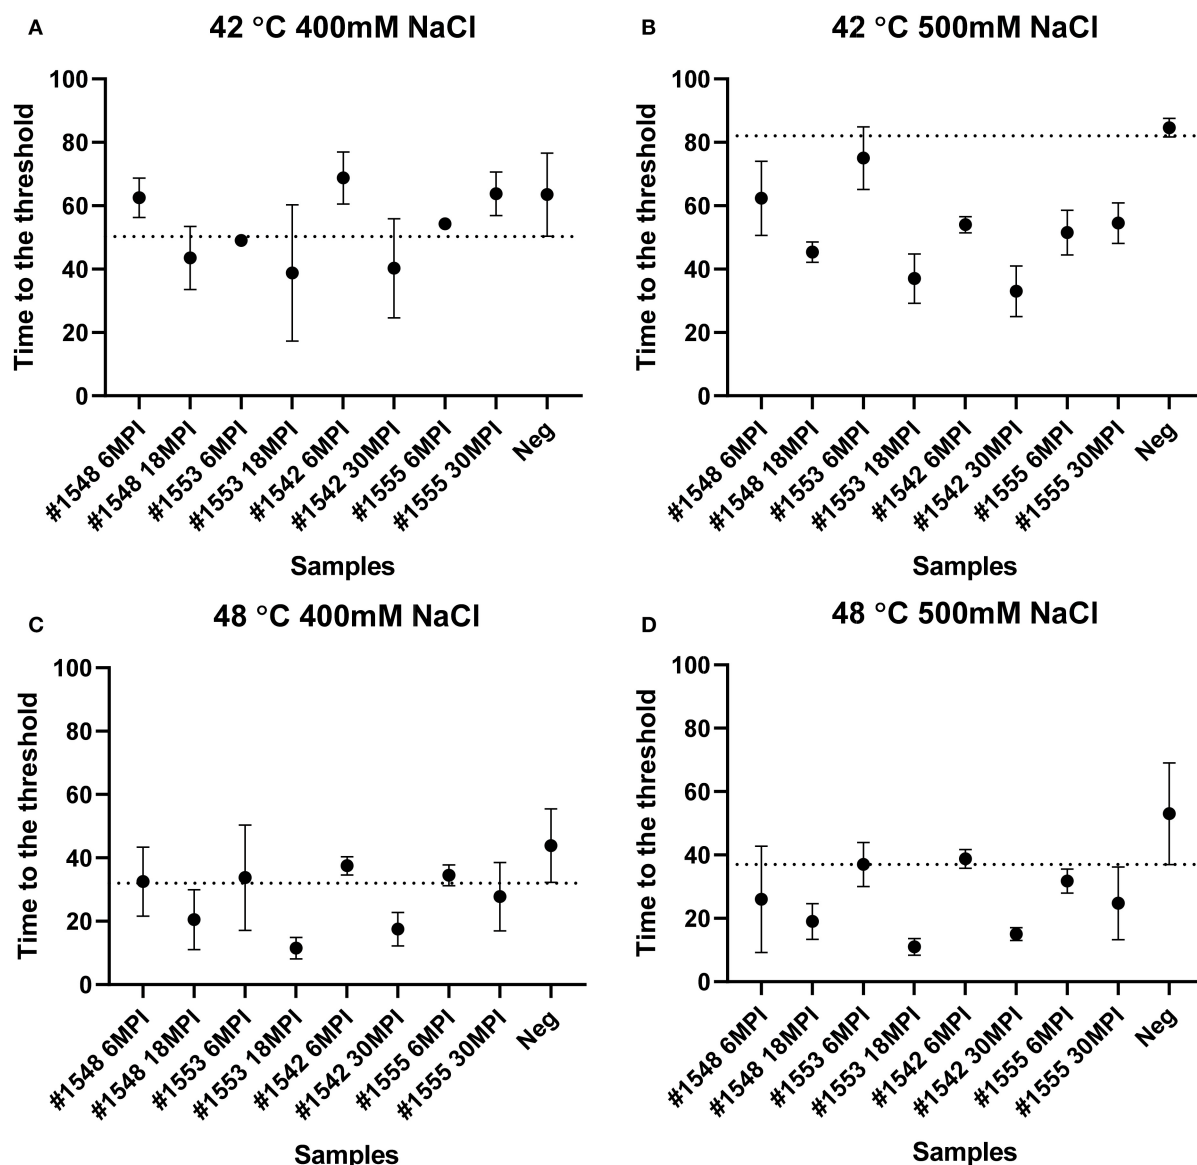 A
42 °C 400mM NaCl
Time to the threshold
100
80
60
40
20
0
#1548 6MPI
#1548 18MPI
#1553 6MPI
#1553 18MPI
#1542 6MPI
#1542 30MPI
#1555 6MPI
#1555 30MPI
Neg
Samples
B
42 °C 500mM NaCl
Time to the threshold
100
80
60
40
20
0
#1548 6MPI
#1548 18MPI
#1553 6MPI
#1553 18MPI
#1542 6MPI
#1542 30MPI
#1555 6MPI
#1555 30MPI
Neg
Samples
C
48 °C 400mM NaCl
Time to the threshold
100
80
60
40
20
0
#1548 6MPI
#1548 18MPI
#1553 6MPI
#1553 18MPI
#1542 6MPI
#1542 30MPI
#1555 6MPI
#1555 30MPI
Neg
Samples
D
48 °C 500mM NaCl
Time to the threshold
100
80
60
40
20
0
#1548 6MPI
#1548 18MPI
#1553 6MPI
#1553 18MPI
#1542 6MPI
#1542 30MPI
#1555 6MPI
#1555 30MPI
Neg
Samples